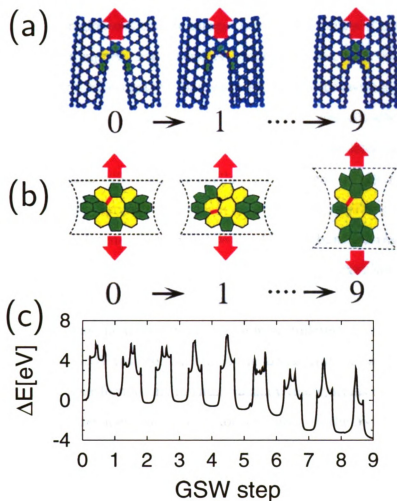 (a)
0 → 1 ····→ 9
(b)
0 → 1 ····→ 9
(c)
ΔE[eV]
8
4
0
-4
0 1 2 3 4 5 6 7 8 9
GSW step